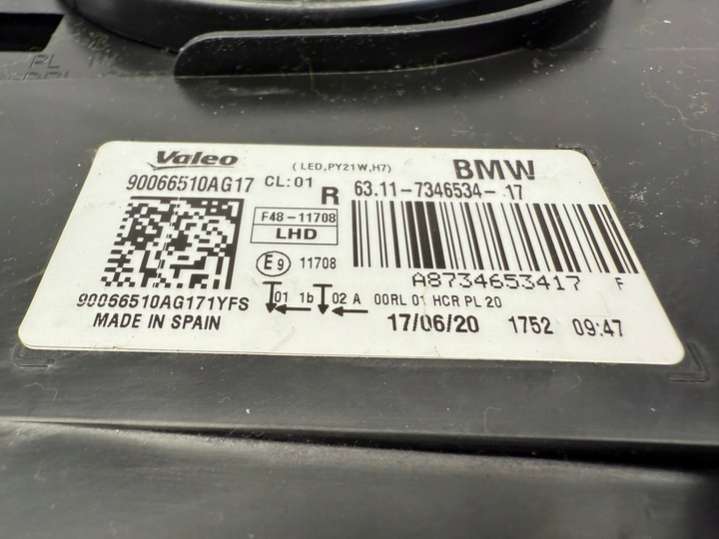 Valeo
(LED,PY21W,H7)
BMW
90066510AG17 CL:01
R
63.11-7346534- 17
F48-11708
LHD
E9 11708
A8734653417 F
01 1b 02 A 00RL 01 HCR PL 20
90066510AG171YFS
MADE IN SPAIN
17/06/20 1752 09:47